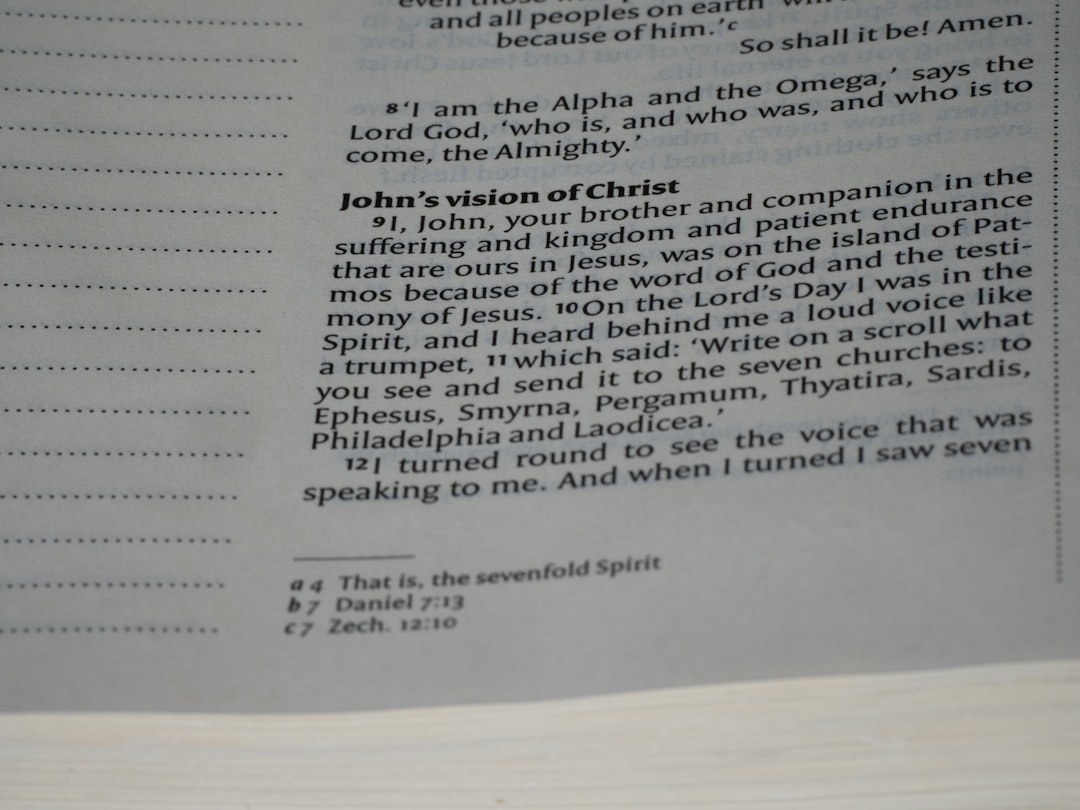 and all peoples on earth
because of him.’c
So shall it be! Amen.
8‘I am the Alpha and the Omega,’ says the
Lord God, ‘who is, and who was, and who is to
come, the Almighty.’
John’s vision of Christ
9I, John, your brother and companion in the
suffering and kingdom and patient endurance
that are ours in Jesus, was on the island of Pat-
mos because of the word of God and the testi-
mony of Jesus. 10On the Lord’s Day I was in the
Spirit, and I heard behind me a loud voice like
a trumpet, 11which said: ‘Write on a scroll what
you see and send it to the seven churches: to
Ephesus, Smyrna, Pergamum, Thyatira, Sardis,
Philadelphia and Laodicea.’
12I turned round to see the voice that was
speaking to me. And when I turned I saw seven
a 4 That is, the sevenfold Spirit
b 7 Daniel 7:13
c 7 Zech. 12:10